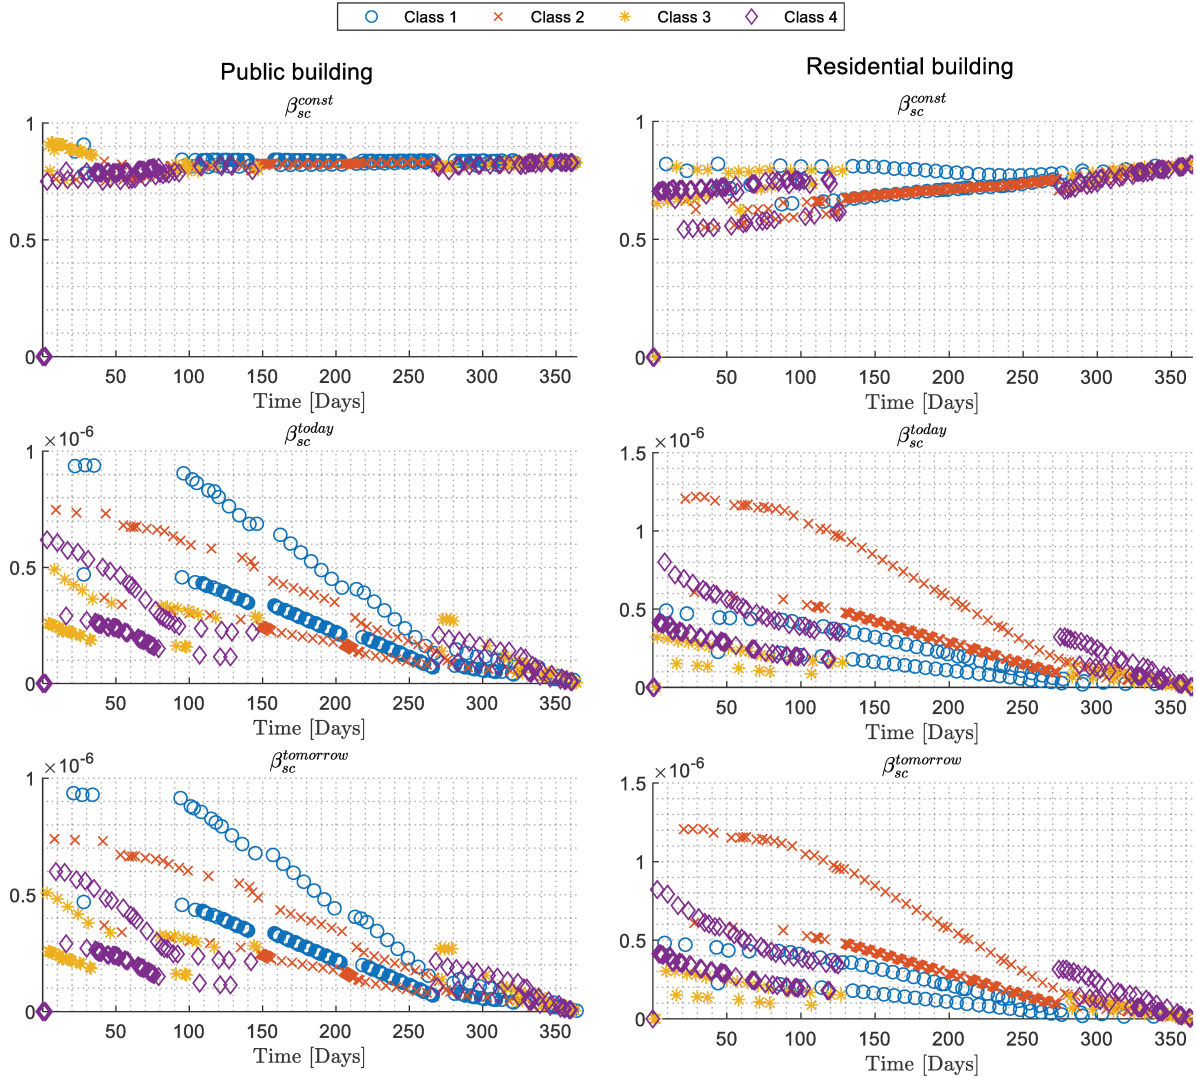 Class 1 Class 2 Class 3 Class 4
Public building
Residential building
β_sc^const
1
0.5
0
50 100 150 200 250 300 350
Time [Days]
β_sc^const
1
0.5
0
50 100 150 200 250 300 350
Time [Days]
β_sc^today
×10^-6
1
0.5
0
50 100 150 200 250 300 350
Time [Days]
β_sc^today
×10^-6
1.5
1
0.5
0
50 100 150 200 250 300 350
Time [Days]
β_sc^tomorrow
×10^-6
1
0.5
0
50 100 150 200 250 300 350
Time [Days]
β_sc^tomorrow
×10^-6
1.5
1
0.5
0
50 100 150 200 250 300 350
Time [Days]